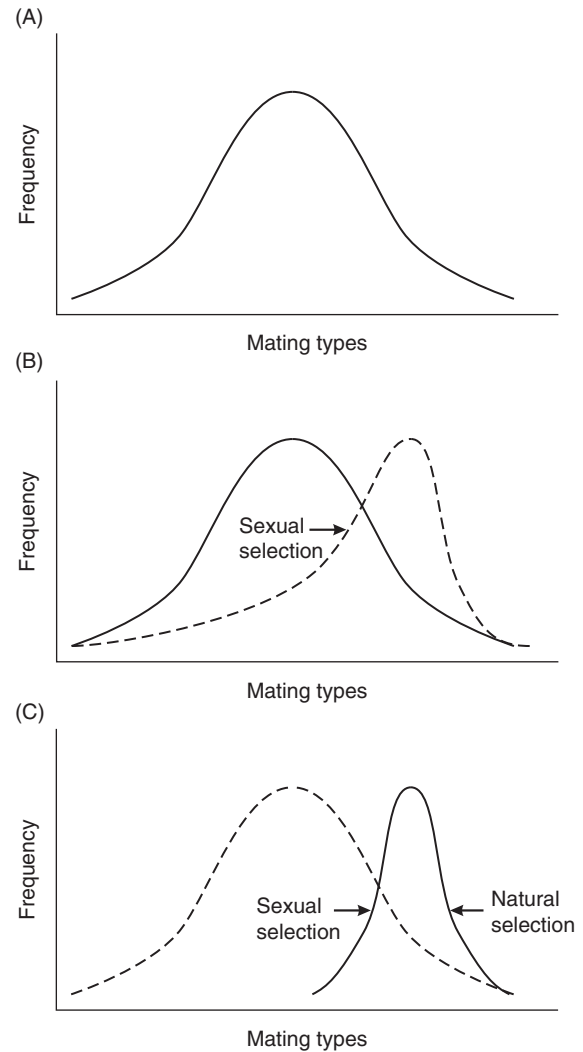 (A)
Frequency
Mating types
(B)
Frequency
Sexual
selection
Mating types
(C)
Frequency
Sexual
selection
Natural
selection
Mating types